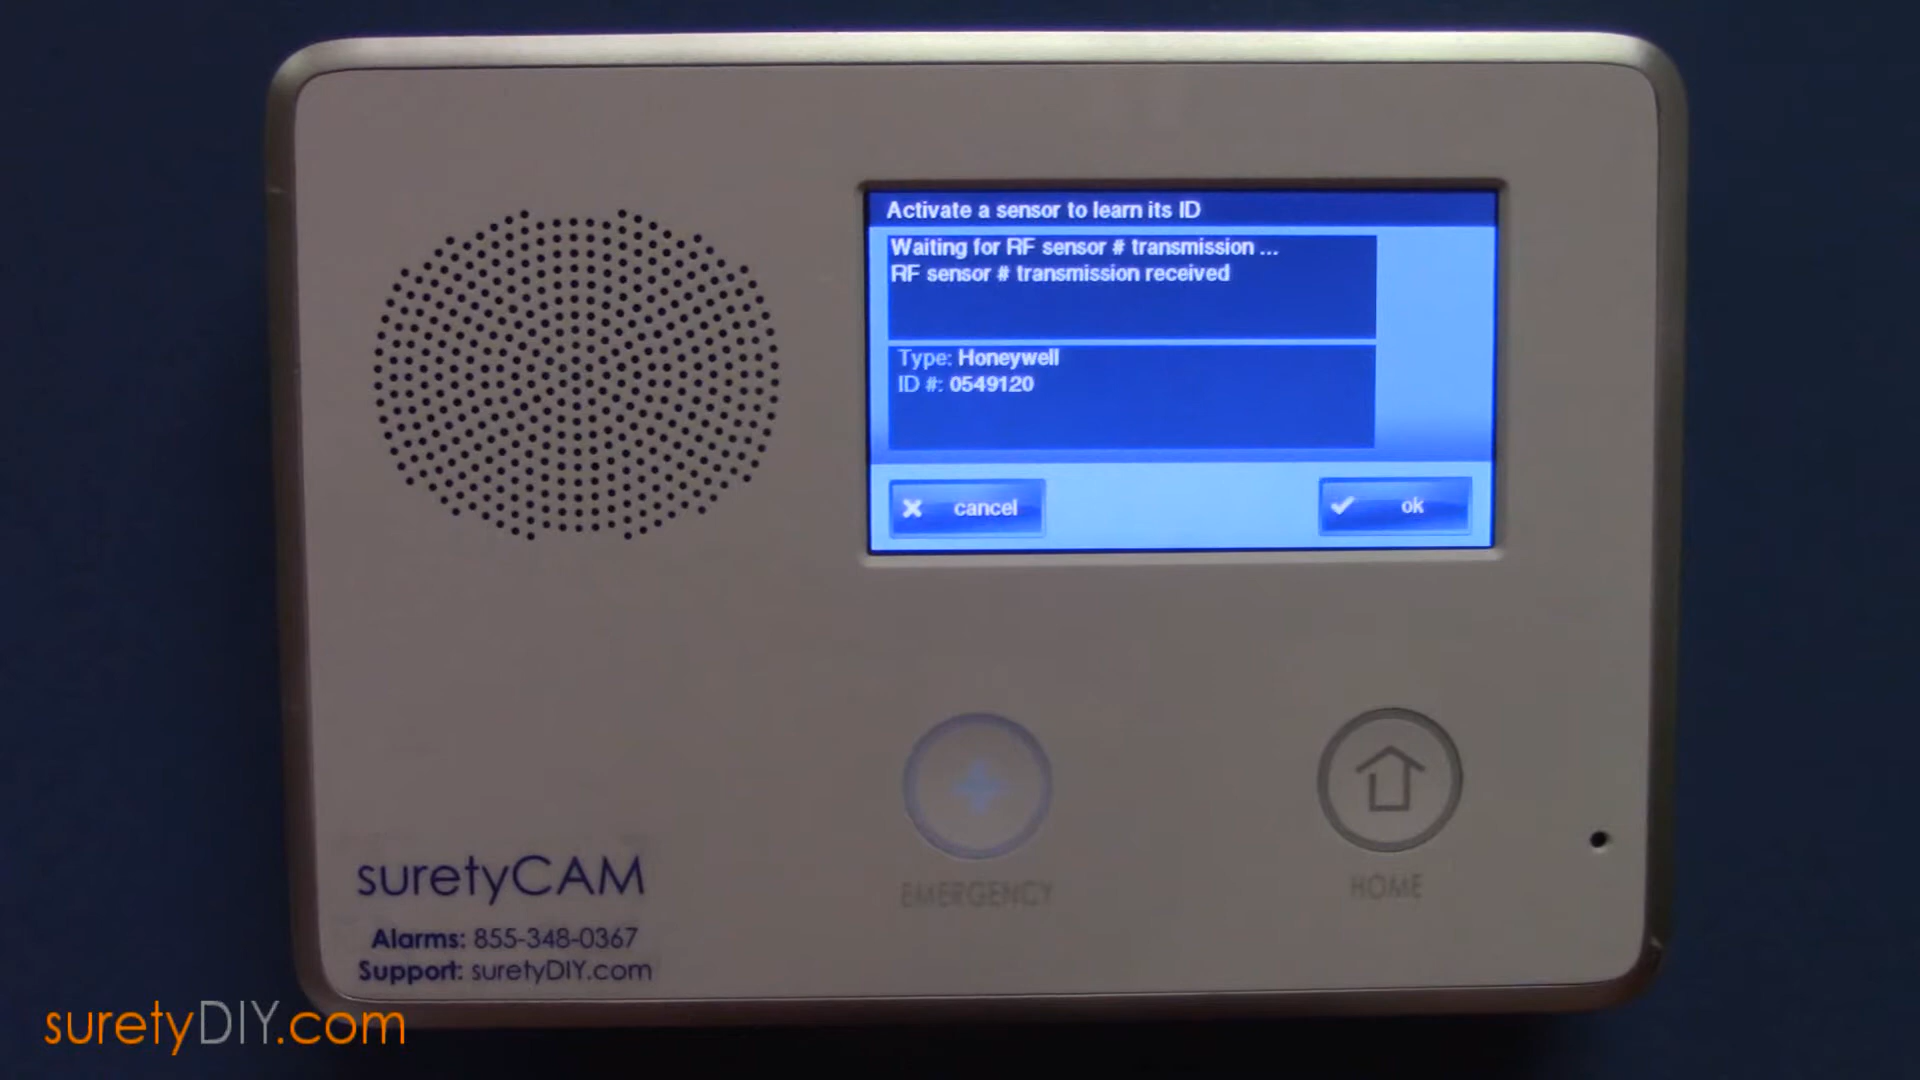 Activate a sensor to learn its ID
Waiting for RF sensor # transmission ...
RF sensor # transmission received
Type: Honeywell
ID #: 0549120
cancel
ok
EMERGENCY
HOME
suretyCAM
Alarms: 855-348-0367
Support: suretyDIY.com
suretyDIY.com